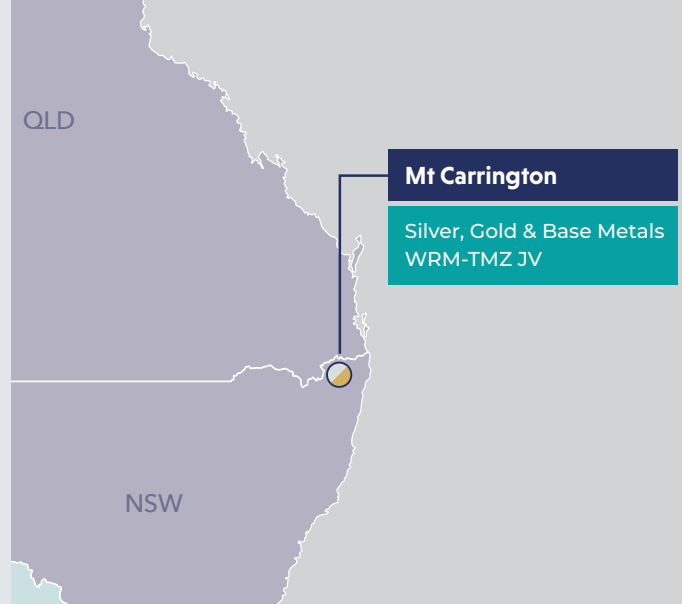 QLD
Mt Carrington
Silver, Gold & Base Metals
WRM-TMZ JV
NSW